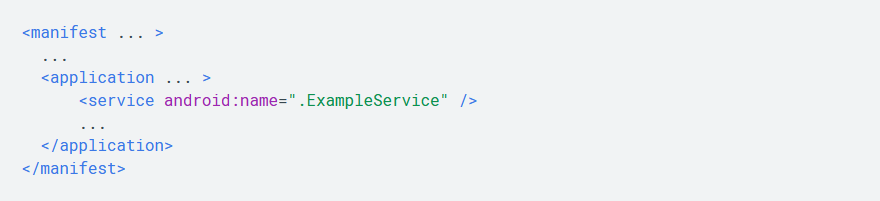 <manifest ... >
...
<application ... >
<service android:name=".ExampleService" />
...
</application>
</manifest>